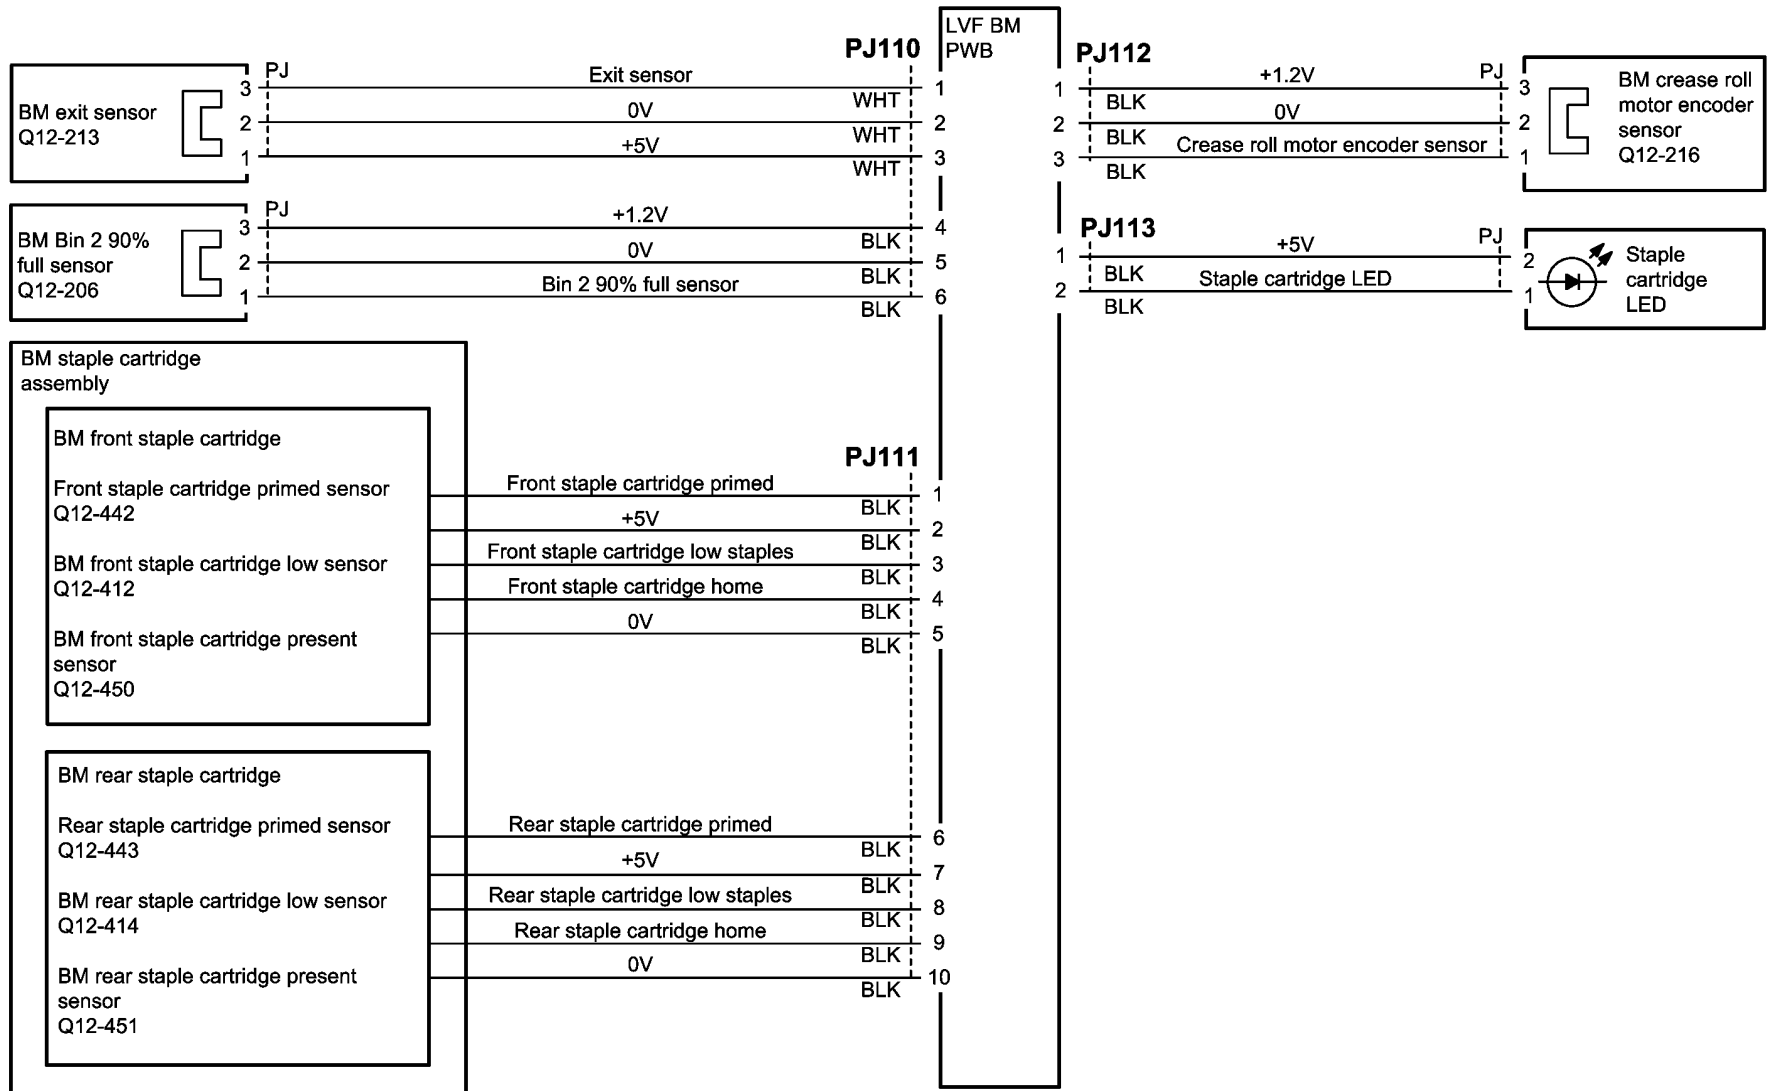 LVF BM
PWB
PJ110
PJ
Exit sensor
BM exit sensor
Q12-213
3
1
WHT
0V
2
2
WHT
+5V
1
3
WHT
PJ
+1.2V
BM Bin 2 90%
full sensor
Q12-206
3
4
BLK
0V
2
5
BLK
Bin 2 90% full sensor
1
6
BLK
BM staple cartridge
assembly
BM front staple cartridge
Front staple cartridge primed sensor
Q12-442
BM front staple cartridge low sensor
Q12-412
BM front staple cartridge present
sensor
Q12-450
PJ111
Front staple cartridge primed
1
BLK
+5V
2
BLK
Front staple cartridge low staples
3
BLK
Front staple cartridge home
4
BLK
0V
5
BLK
BM rear staple cartridge
Rear staple cartridge primed sensor
Q12-443
BM rear staple cartridge low sensor
Q12-414
BM rear staple cartridge present
sensor
Q12-451
Rear staple cartridge primed
6
BLK
+5V
7
BLK
Rear staple cartridge low staples
8
BLK
Rear staple cartridge home
9
BLK
0V
10
BLK
PJ112
+1.2V
PJ
1
3
BLK
0V
2
2
BLK
Crease roll motor encoder sensor
3
1
BLK
BM crease roll
motor encoder
sensor
Q12-216
PJ113
+5V
PJ
1
2
BLK
Staple cartridge LED
2
1
BLK
Staple
cartridge
LED